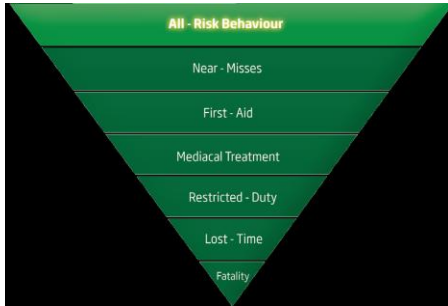 All - Risk Behaviour
Near - Misses
First - Aid
Mediacal Treatment
Restricted - Duty
Lost - Time
Fatality